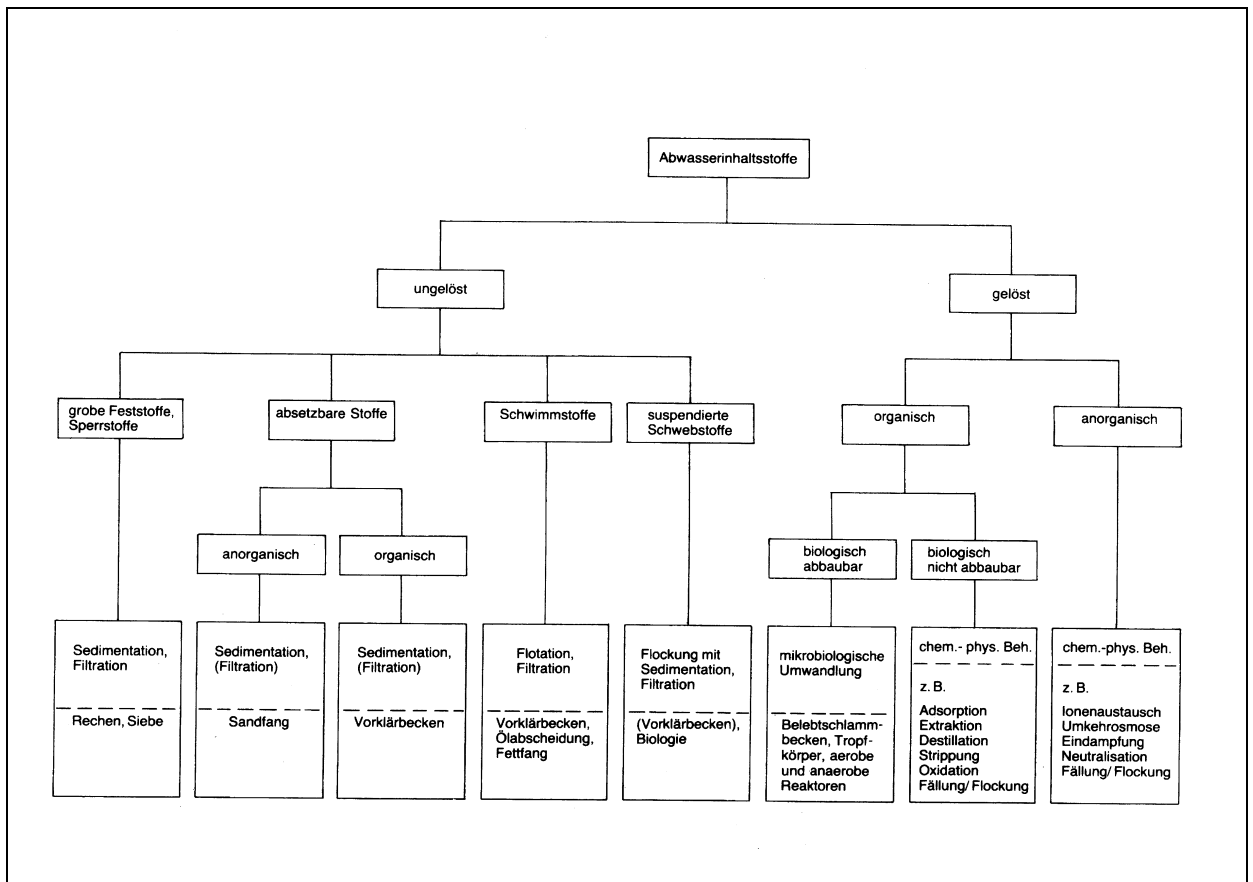 Abwasserinhaltsstoffe
ungelöst
gelöst
grobe Feststoffe,
Sperrstoffe
absetzbare Stoffe
Schwimmstoffe
suspendierte
Schwebstoffe
organisch
anorganisch
anorganisch
organisch
biologisch
abbaubar
biologisch
nicht abbaubar
Sedimentation,
Filtration
Rechen, Siebe
Sedimentation,
(Filtration)
Sandfang
Sedimentation,
(Filtration)
Vorklärbecken
Flotation,
Filtration
Vorklärbecken,
Ölabscheidung,
Fettfang
Flockung mit
Sedimentation,
Filtration
(Vorklärbecken),
Biologie
mikrobiologische
Umwandlung
Belebtschlamm-
becken, Tropf-
körper, aerobe
und anaerobe
Reaktoren
chem.- phys. Beh.
z. B.
Adsorption
Extraktion
Destillation
Strippung
Oxidation
Fällung/ Flockung
chem.-phys. Beh.
z. B.
Ionenaustausch
Umkehrosmose
Eindampfung
Neutralisation
Fällung/ Flockung